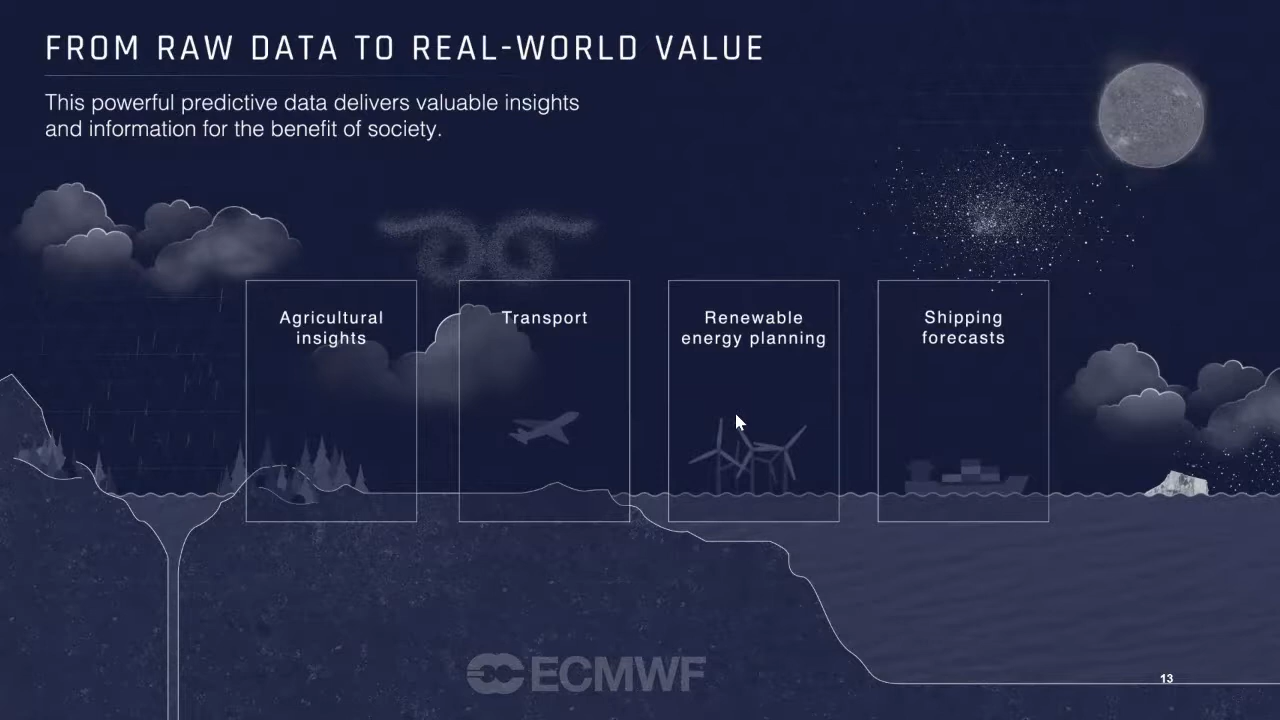 FROM RAW DATA TO REAL-WORLD VALUE
This powerful predictive data delivers valuable insights
and information for the benefit of society.
Agricultural
insights
Transport
Renewable
energy planning
Shipping
forecasts
ECMWF
13